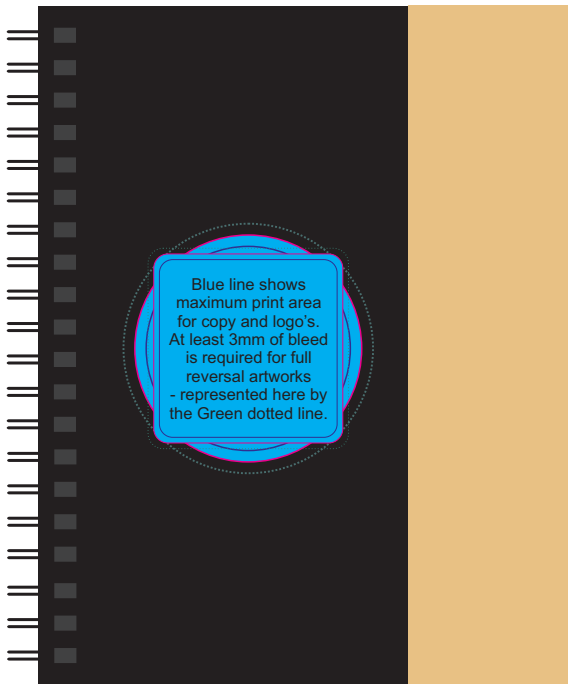 Blue line shows
maximum print area
for copy and logo's.
At least 3mm of bleed
is required for full
reversal artworks
- represented here by
the Green dotted line.